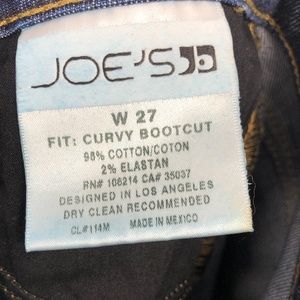 JOE'S
W 27
FIT: CURVY BOOTCUT
98% COTTON/COTON
2% ELASTAN
RN# 106214 CA# 35037
DESIGNED IN LOS ANGELES
DRY CLEAN RECOMMENDED
CL#114M MADE IN MEXICO